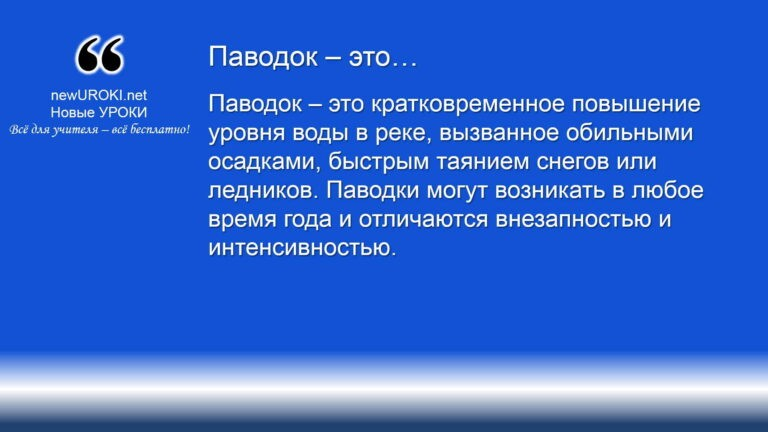 newUROKI.net
Новые УРОКИ
Всё для учителя – всё бесплатно!
Паводок – это…
Паводок – это кратковременное повышение
уровня воды в реке, вызванное обильными
осадками, быстрым таянием снегов или
ледников. Паводки могут возникать в любое
время года и отличаются внезапностью и
интенсивностью.